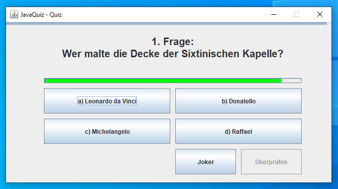 JavaQuiz - Quiz
1. Frage:
Wer malte die Decke der Sixtinischen Kapelle?
a) Leonardo da Vinci
b) Donatello
c) Michelangelo
d) Raffael
Joker
Überprüfen